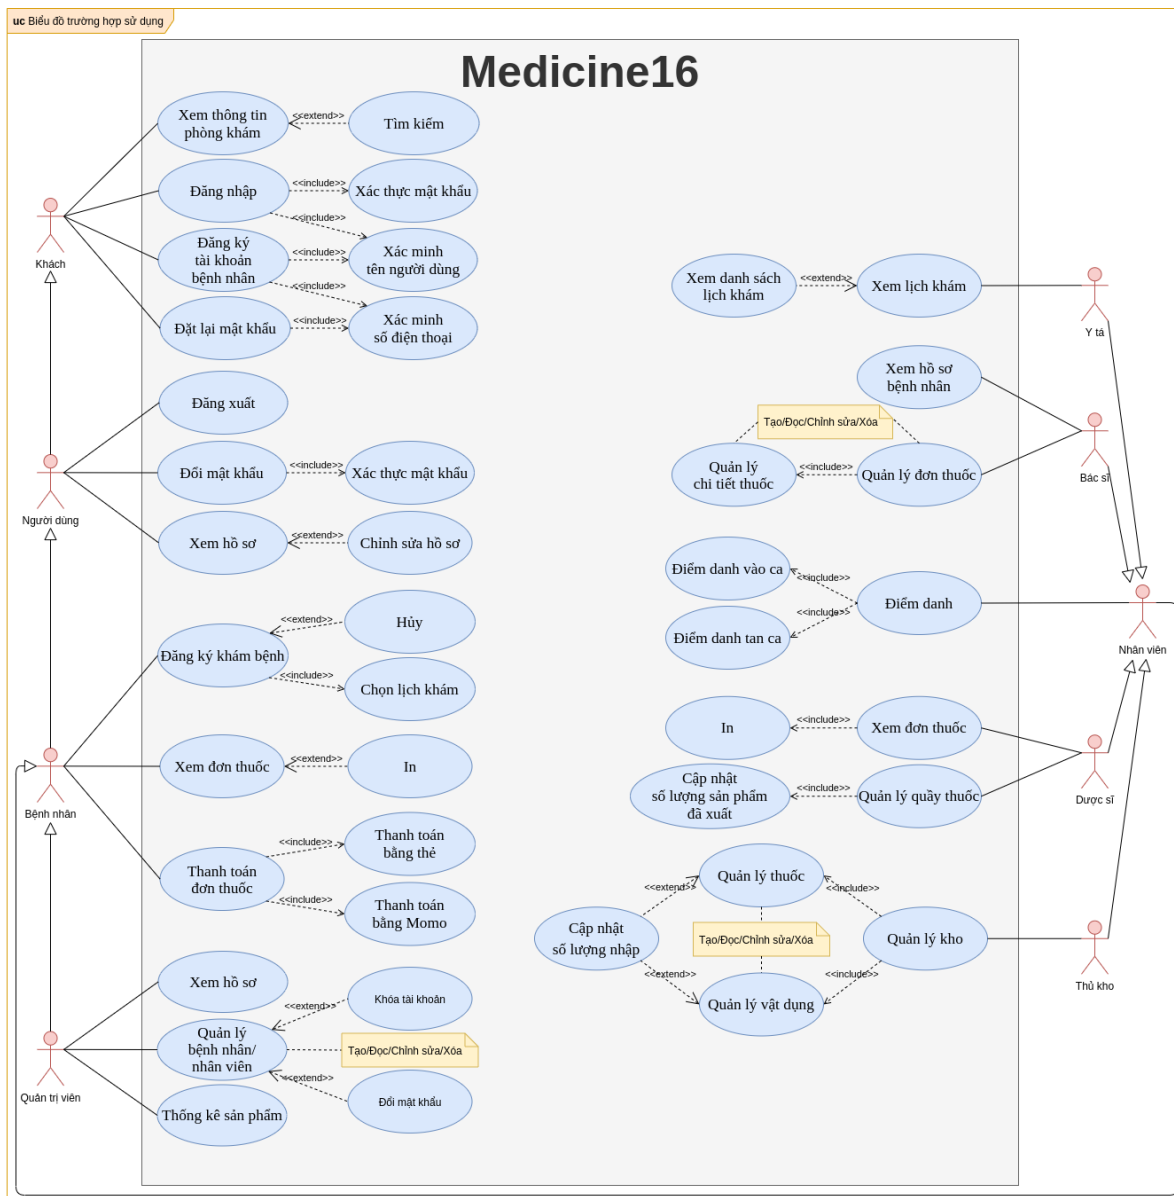 uc Biểu đồ trường hợp sử dụng
Medicine16
Xem thông tin
phòng khám
<<extend>>
Tìm kiếm
Đăng nhập
<<include>>
Xác thực mật khẩu
<<include>>
Khách
Đăng ký
tài khoản
bệnh nhân
<<include>>
Xác minh
tên người dùng
<<include>>
Đặt lại mật khẩu
<<include>>
Xác minh
số điện thoại
Đăng xuất
Người dùng
Đổi mật khẩu
<<include>>
Xác thực mật khẩu
Xem hồ sơ
<<extend>>
Chỉnh sửa hồ sơ
Đăng ký khám bệnh
<<extend>>
Hủy
<<include>>
Chọn lịch khám
Bệnh nhân
Xem đơn thuốc
<<extend>>
In
Thanh toán
đơn thuốc
<<include>>
Thanh toán
bằng thẻ
<<include>>
Thanh toán
bằng Momo
Xem hồ sơ
Quản trị viên
Quản lý
bệnh nhân/
nhân viên
<<extend>>
Khóa tài khoản
Tạo/Đọc/Chỉnh sửa/Xóa
<<extend>>
Đổi mật khẩu
Thống kê sản phẩm
Xem danh sách
lịch khám
<<extend>>
Xem lịch khám
Y tá
Xem hồ sơ
bệnh nhân
Tạo/Đọc/Chỉnh sửa/Xóa
Quản lý
chi tiết thuốc
<<include>>
Quản lý đơn thuốc
Bác sĩ
Điểm danh vào ca
<<include>>
Điểm danh
<<include>>
Điểm danh tan ca
Nhân viên
In
<<include>>
Xem đơn thuốc
Cập nhật
số lượng sản phẩm
đã xuất
<<include>>
Quản lý quầy thuốc
Dược sĩ
Quản lý thuốc
<<extend>>
<<include>>
Cập nhật
số lượng nhập
Tạo/Đọc/Chỉnh sửa/Xóa
Quản lý kho
<<extend>>
<<include>>
Quản lý vật dụng
Thủ kho